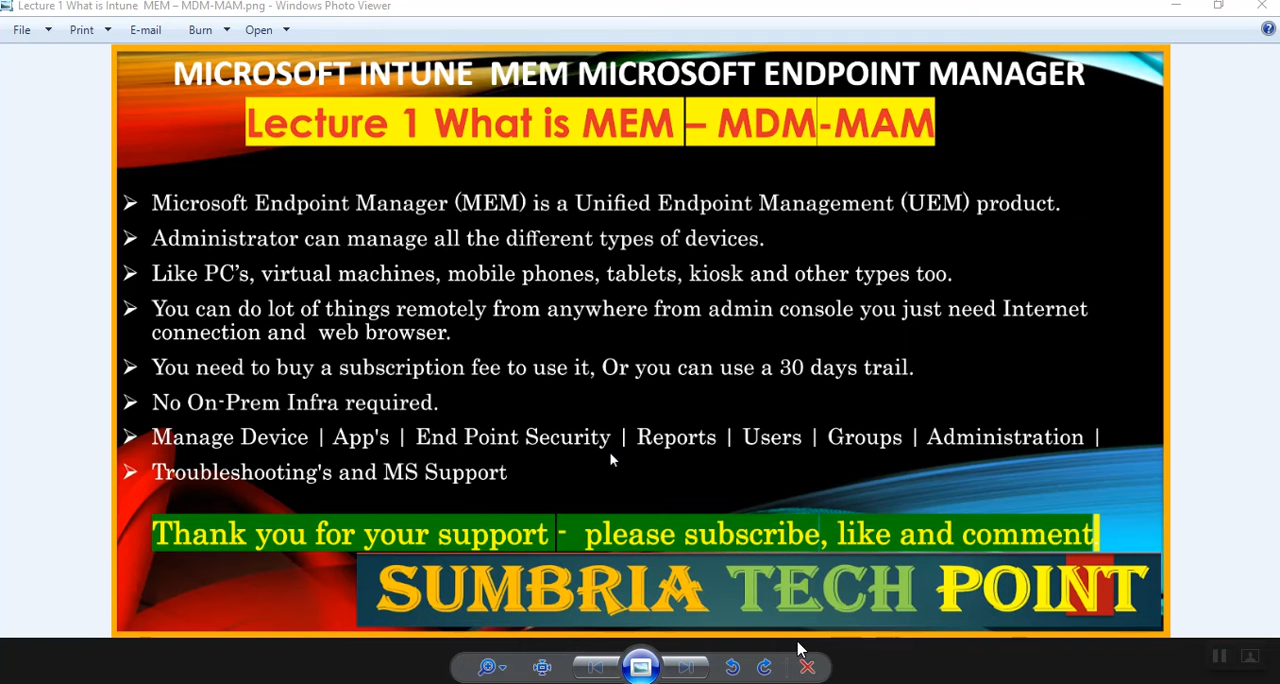 Lecture 1 What is Intune MEM – MDM-MAM.png - Windows Photo Viewer
File Print E-mail Burn Open
MICROSOFT INTUNE MEM MICROSOFT ENDPOINT MANAGER
Lecture 1 What is MEM – MDM-MAM
➢ Microsoft Endpoint Manager (MEM) is a Unified Endpoint Management (UEM) product.
➢ Administrator can manage all the different types of devices.
➢ Like PC's, virtual machines, mobile phones, tablets, kiosk and other types too.
➢ You can do lot of things remotely from anywhere from admin console you just need Internet
connection and web browser.
➢ You need to buy a subscription fee to use it, Or you can use a 30 days trail.
➢ No On-Prem Infra required.
➢ Manage Device | App's | End Point Security | Reports | Users | Groups | Administration |
➢ Troubleshooting's and MS Support
Thank you for your support - please subscribe, like and comment.
SUMBRIA TECH POINT